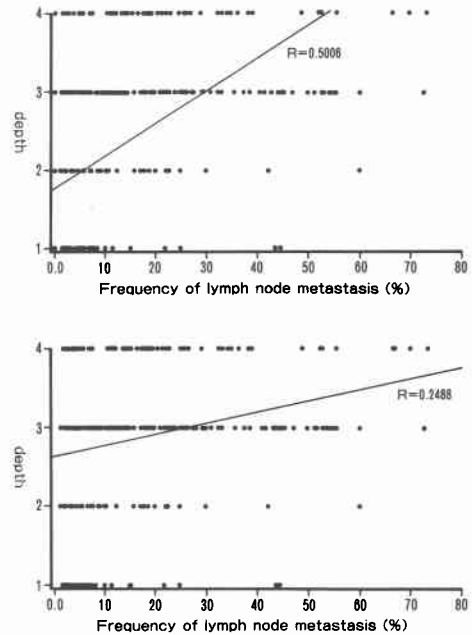 4
R=0.5006
3
depth
2
1
0.0 10 20 30 40 50 60 70 80
Frequency of lymph node metastasis (%)
4
R=0.2488
3
depth
2
1
0.0 10 20 30 40 50 60 70 80
Frequency of lymph node metastasis (%)